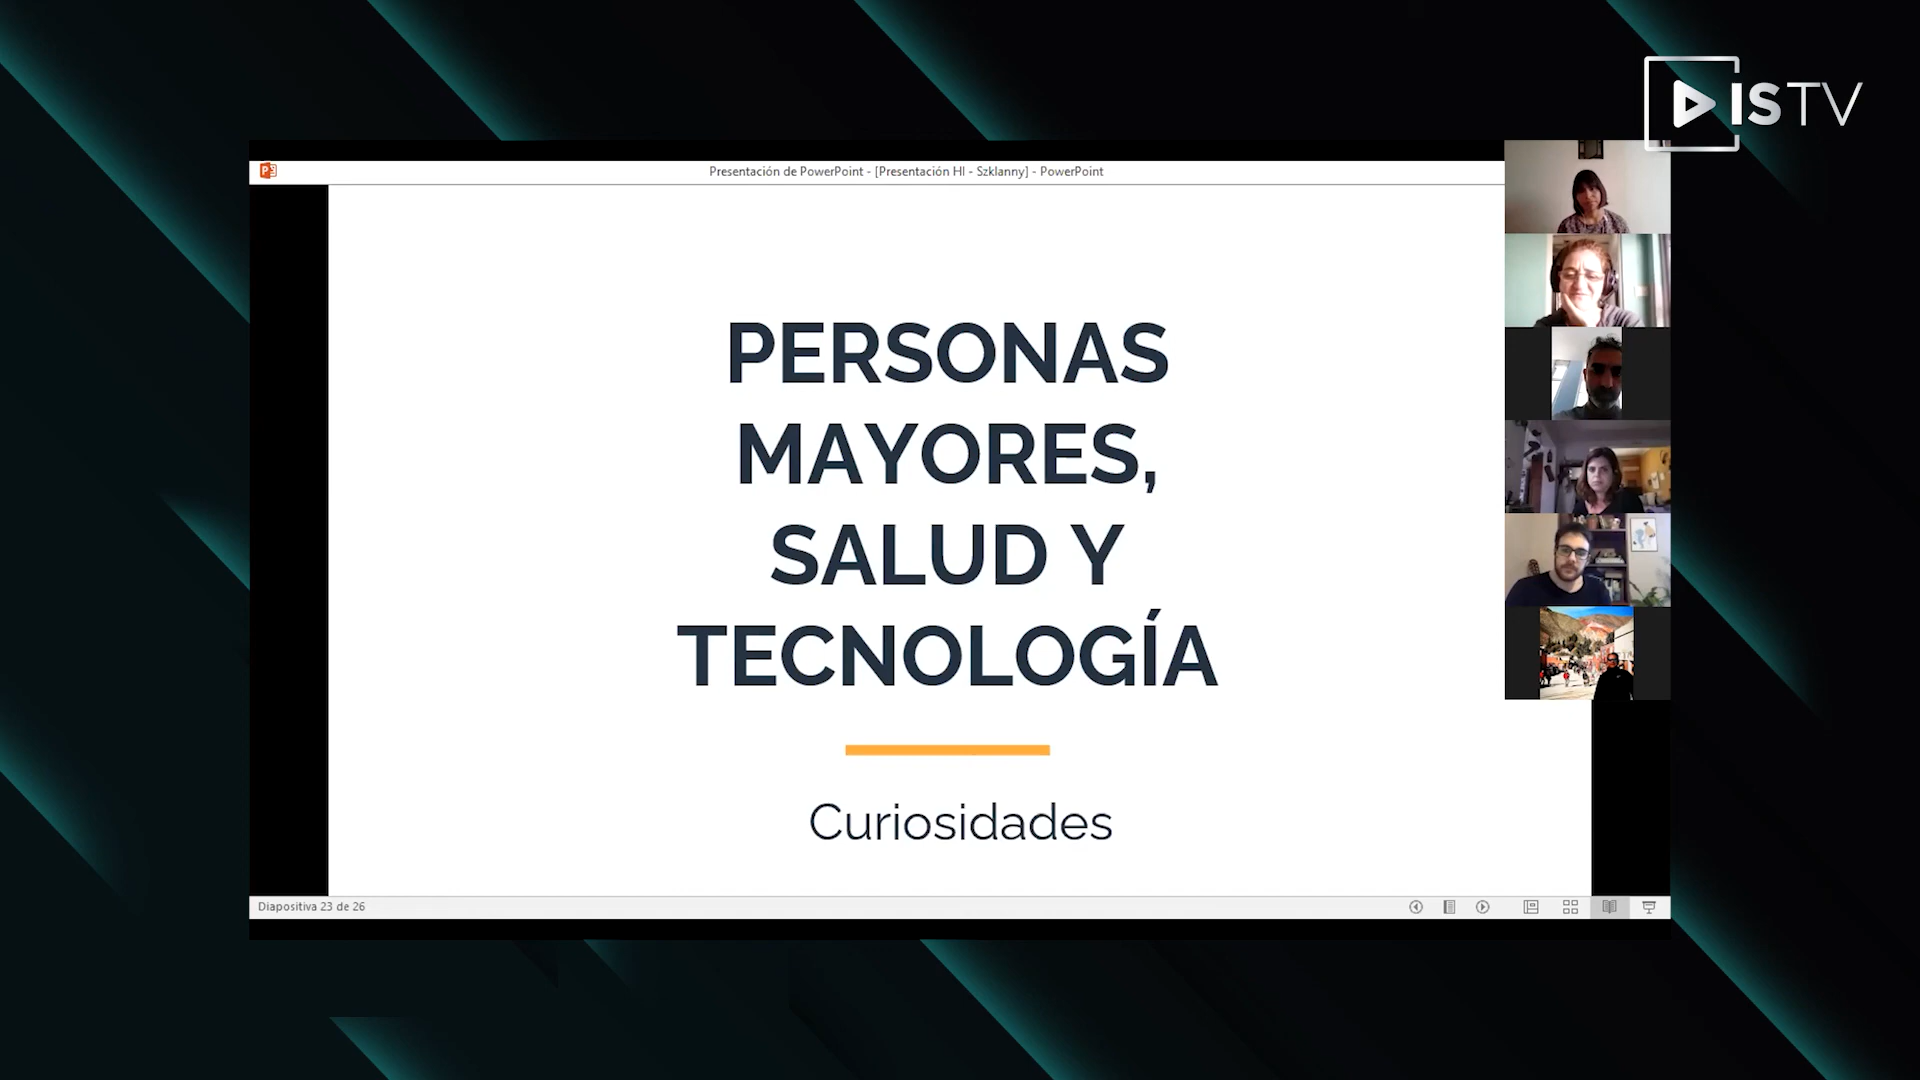 ISTV
Presentación de PowerPoint - [Presentación HI - Szklanny] - PowerPoint
PERSONAS
MAYORES,
SALUD Y
TECNOLOGÍA
Curiosidades
Diapositiva 23 de 26